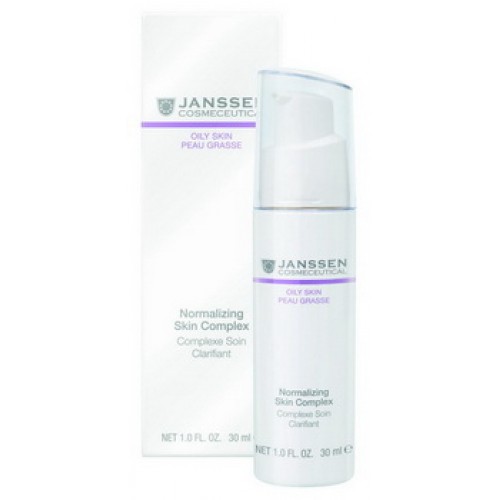 JANSSEN
COSMECEUTICAL
OILY SKIN
PEAU GRASSE
Normalizing
Skin Complex
Complexe Soin
Clarifiant
NET 1.0 FL. OZ. 30 ml e
JANSSEN
COSMECEUTICAL
OILY SKIN
PEAU GRASSE
Normalizing
Skin Complex
Complexe Soin
Clarifiant
NET 1.0 FL. OZ. 30 ml e